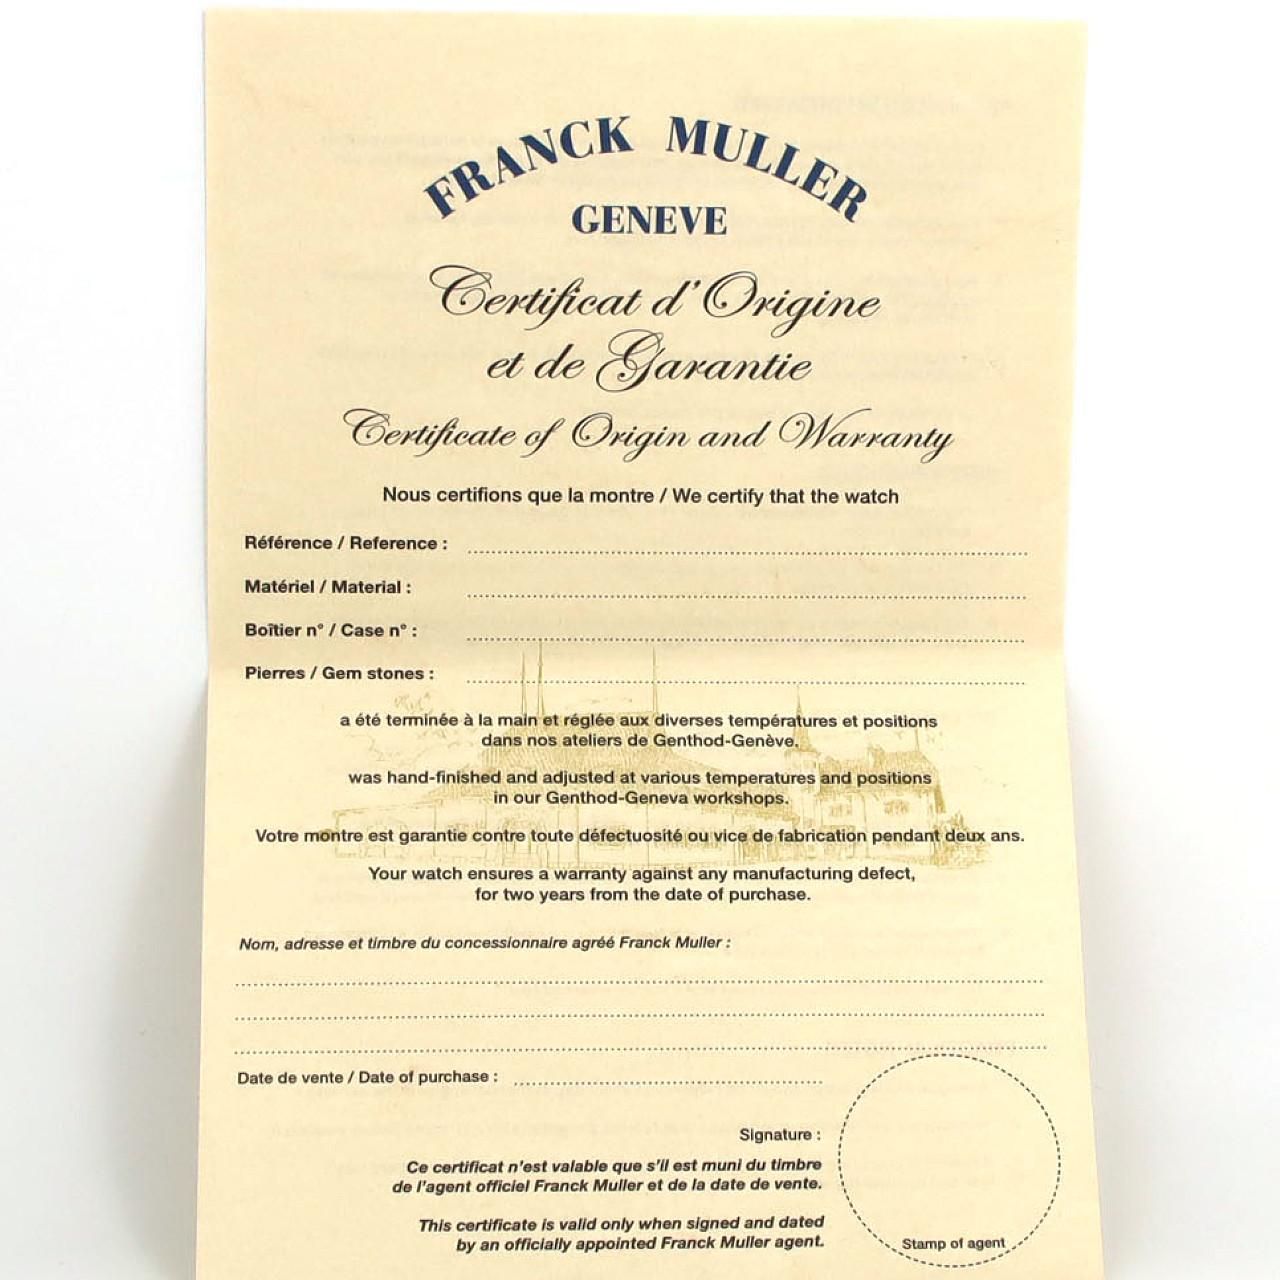 FRANCK MULLER
GENEVE
Certificat d'Origine
et de Garantie
Certificate of Origin and Warranty
Nous certifions que la montre / We certify that the watch
Référence / Reference :
Matériel / Material :
Boîtier n° / Case n° :
Pierres / Gem stones :
a été terminée à la main et réglée aux diverses températures et positions
dans nos ateliers de Genthod-Genève.
was hand-finished and adjusted at various temperatures and positions
in our Genthod-Geneva workshops.
Votre montre est garantie contre toute défectuosité ou vice de fabrication pendant deux ans.
Your watch ensures a warranty against any manufacturing defect,
for two years from the date of purchase.
Nom, adresse et timbre du concessionnaire agréé Franck Muller :
Date de vente / Date of purchase :
Signature :
Ce certificat n'est valable que s'il est muni du timbre
de l'agent officiel Franck Muller et de la date de vente.
This certificate is valid only when signed and dated
by an officially appointed Franck Muller agent.
Stamp of agent